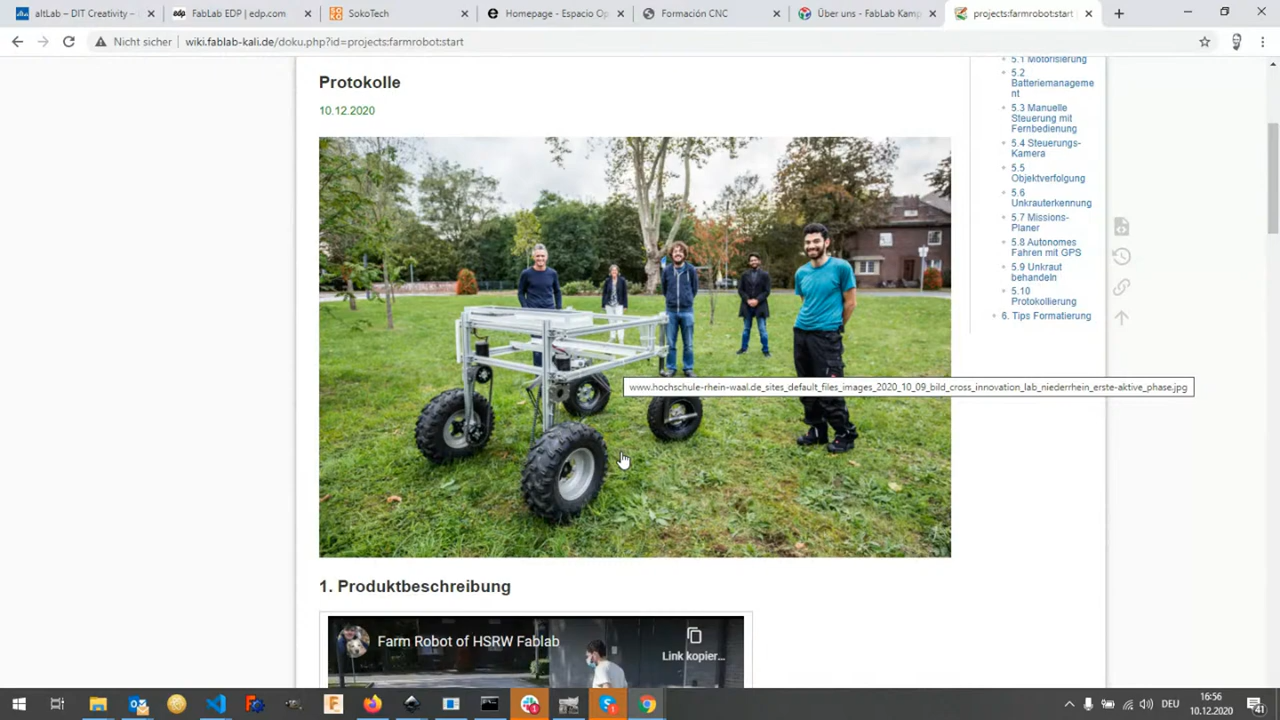 altLab – DIT Creativity –
edp
FabLab EDP | edp.com
SokoTech
Homepage - Espacio Op
Formación CNC
Über uns - FabLab Kamp
projects:farmrobot:start
Nicht sicher
wiki.fablab-kali.de/doku.php?id=projects:farmrobot:start
Protokolle
10.12.2020
5.1 Motorisierung
5.2
Batteriemanageme
nt
5.3 Manuelle
Steuerung mit
Fernbedienung
5.4 Steuerungs-
Kamera
5.5
Objektverfolgung
5.6
Unkrauterkennung
5.7 Missions-
Planer
5.8 Autonomes
Fahren mit GPS
5.9 Unkraut
behandeln
5.10
Protokollierung
6. Tips Formatierung
www.hochschule-rhein-waal.de_sites_default_files_images_2020_10_09_bild_cross_innovation_lab_niederrhein_erste-aktive_phase.jpg
1. Produktbeschreibung
Farm Robot of HSRW Fablab
Link kopier...
DEU
16:56
10.12.2020
41